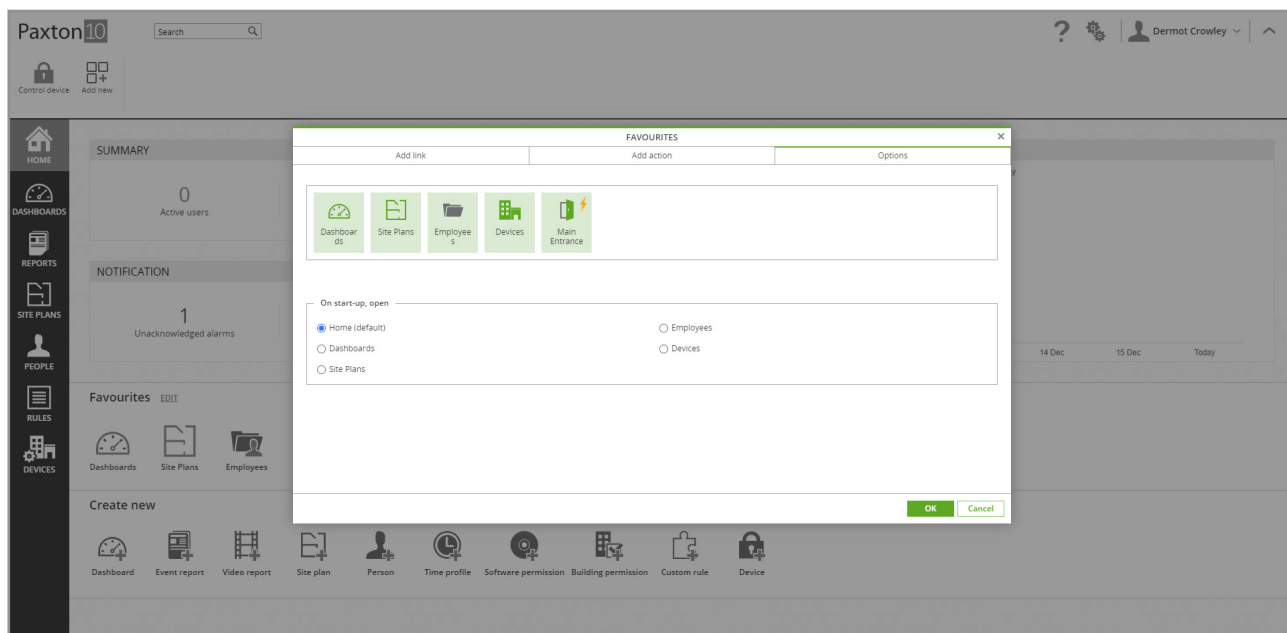 Paxton10
Search
Dermot Crowley
Control device
Add new
HOME
DASHBOARDS
REPORTS
SITE PLANS
PEOPLE
RULES
DEVICES
SUMMARY
0
Active users
NOTIFICATION
1
Unacknowledged alarms
14 Dec
15 Dec
Today
FAVOURITES
Add link
Add action
Options
Dashboar
ds
Site Plans
Employee
s
Devices
Main
Entrance
On start-up, open
Home (default)
Employees
Dashboards
Devices
Site Plans
OK
Cancel
Favourites EDIT
Dashboards
Site Plans
Employees
Create new
Dashboard
Event report
Video report
Site plan
Person
Time profile
Software permission
Building permission
Custom rule
Device